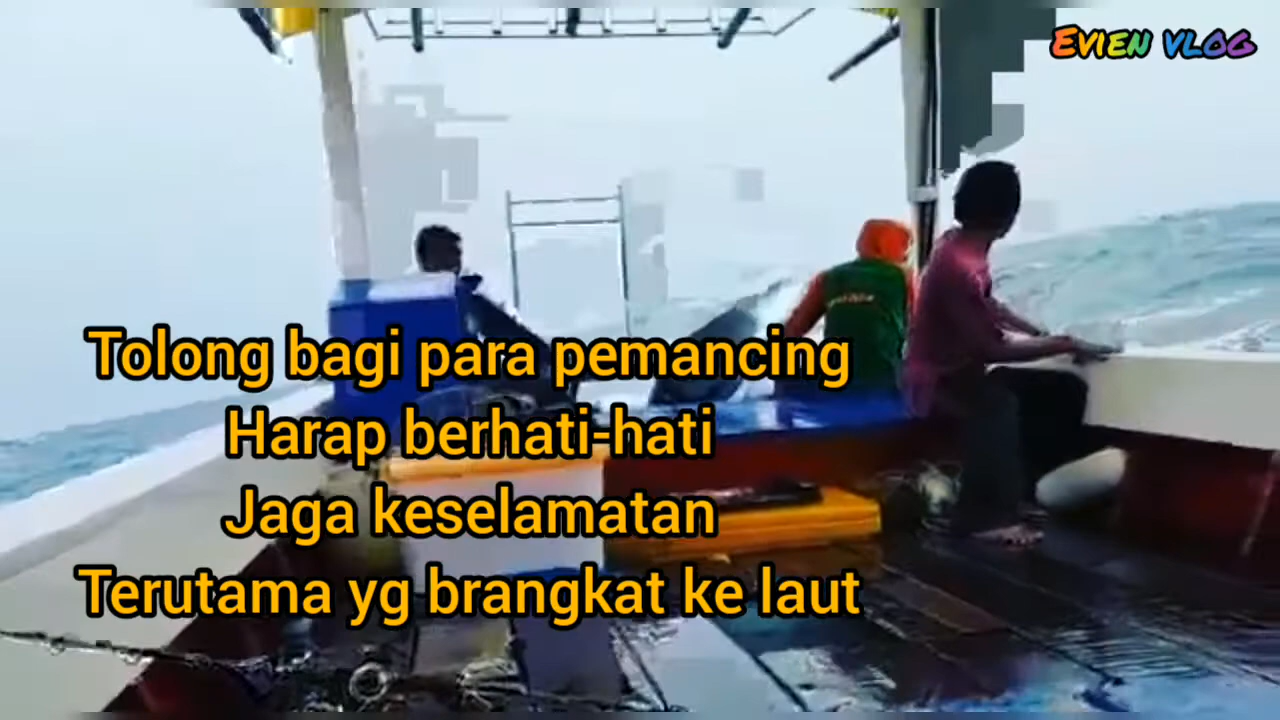 Evien vlog
Tolong bagi para pemancing
Harap berhati-hati
Jaga keselamatan
Terutama yg brangkat ke laut